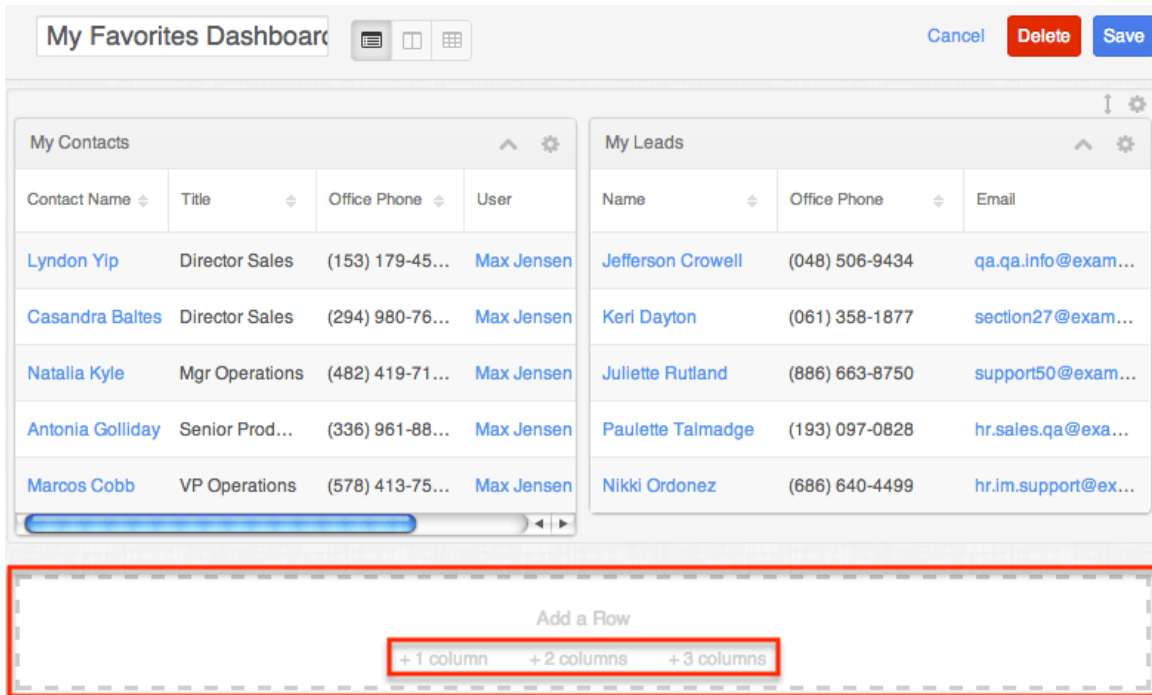 My Favorites Dashboard
Cancel Delete Save
My Contacts
Contact Name Title Office Phone User
Lyndon Yip Director Sales (153) 179-45... Max Jensen
Casandra Baltes Director Sales (294) 980-76... Max Jensen
Natalia Kyle Mgr Operations (482) 419-71... Max Jensen
Antonia Golliday Senior Prod... (336) 961-88... Max Jensen
Marcos Cobb VP Operations (578) 413-75... Max Jensen
My Leads
Name Office Phone Email
Jefferson Crowell (048) 506-9434 qa.qa.info@exam...
Keri Dayton (061) 358-1877 section27@exam...
Juliette Rutland (886) 663-8750 support50@exam...
Paulette Talmadge (193) 097-0828 hr.sales.qa@exa...
Nikki Ordonez (686) 640-4499 hr.im.support@ex...
Add a Row
+ 1 column + 2 columns + 3 columns